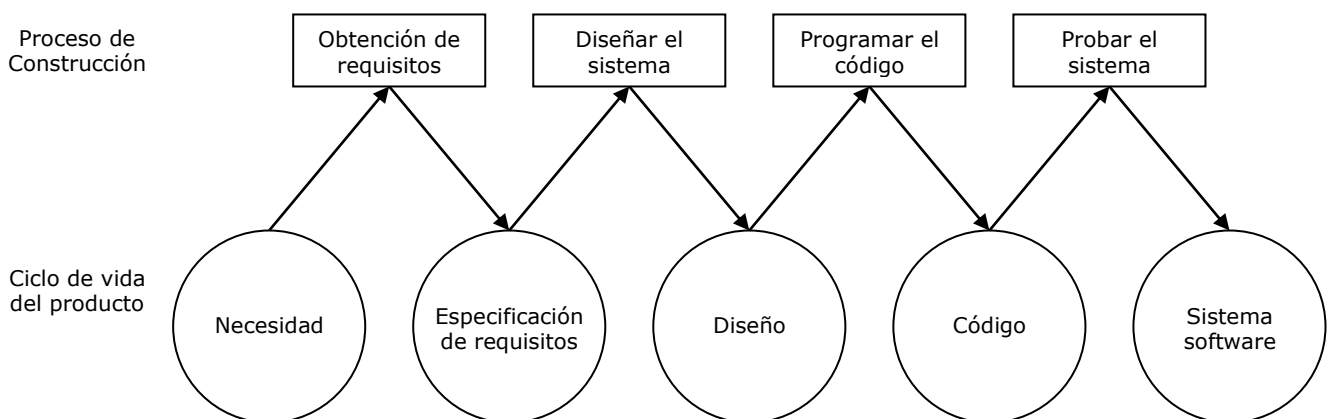 Proceso de
Construcción
Obtención de
requisitos
Diseñar el
sistema
Programar el
código
Probar el
sistema
Ciclo de vida
del producto
Necesidad
Especificación
de requisitos
Diseño
Código
Sistema
software